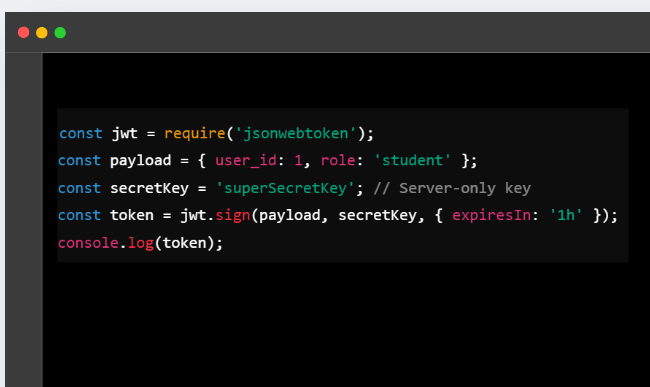 const jwt = require('jsonwebtoken');
const payload = { user_id: 1, role: 'student' };
const secretKey = 'superSecretKey'; // Server-only key
const token = jwt.sign(payload, secretKey, { expiresIn: '1h' });
console.log(token);